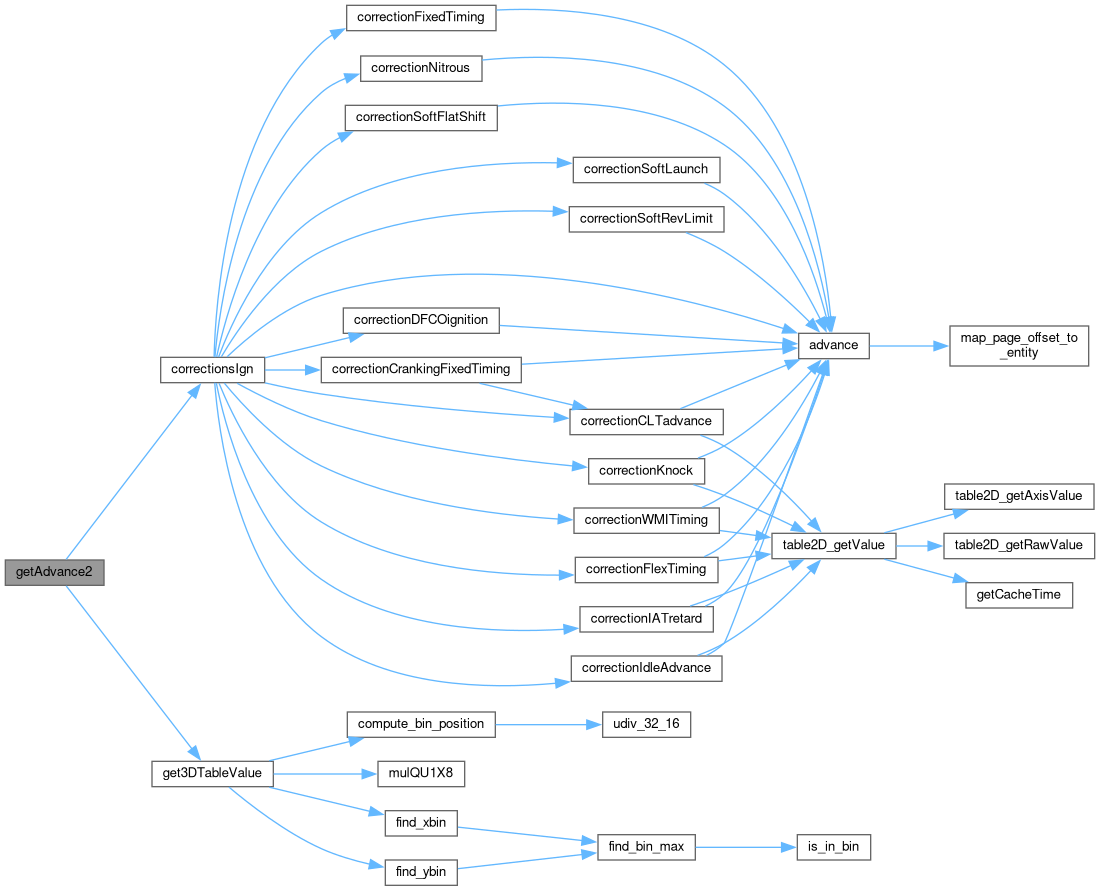 correctionFixedTiming
correctionNitrous
correctionSoftFlatShift
correctionSoftLaunch
correctionSoftRevLimit
correctionDFCOignition
advance
map_page_offset_to
_entity
correctionsIgn
correctionCrankingFixedTiming
correctionCLTadvance
correctionKnock
table2D_getAxisValue
correctionWMITiming
table2D_getValue
table2D_getRawValue
getAdvance2
correctionFlexTiming
getCacheTime
correctionIATretard
correctionIdleAdvance
compute_bin_position
udiv_32_16
get3DTableValue
mulQU1X8
find_xbin
find_bin_max
is_in_bin
find_ybin